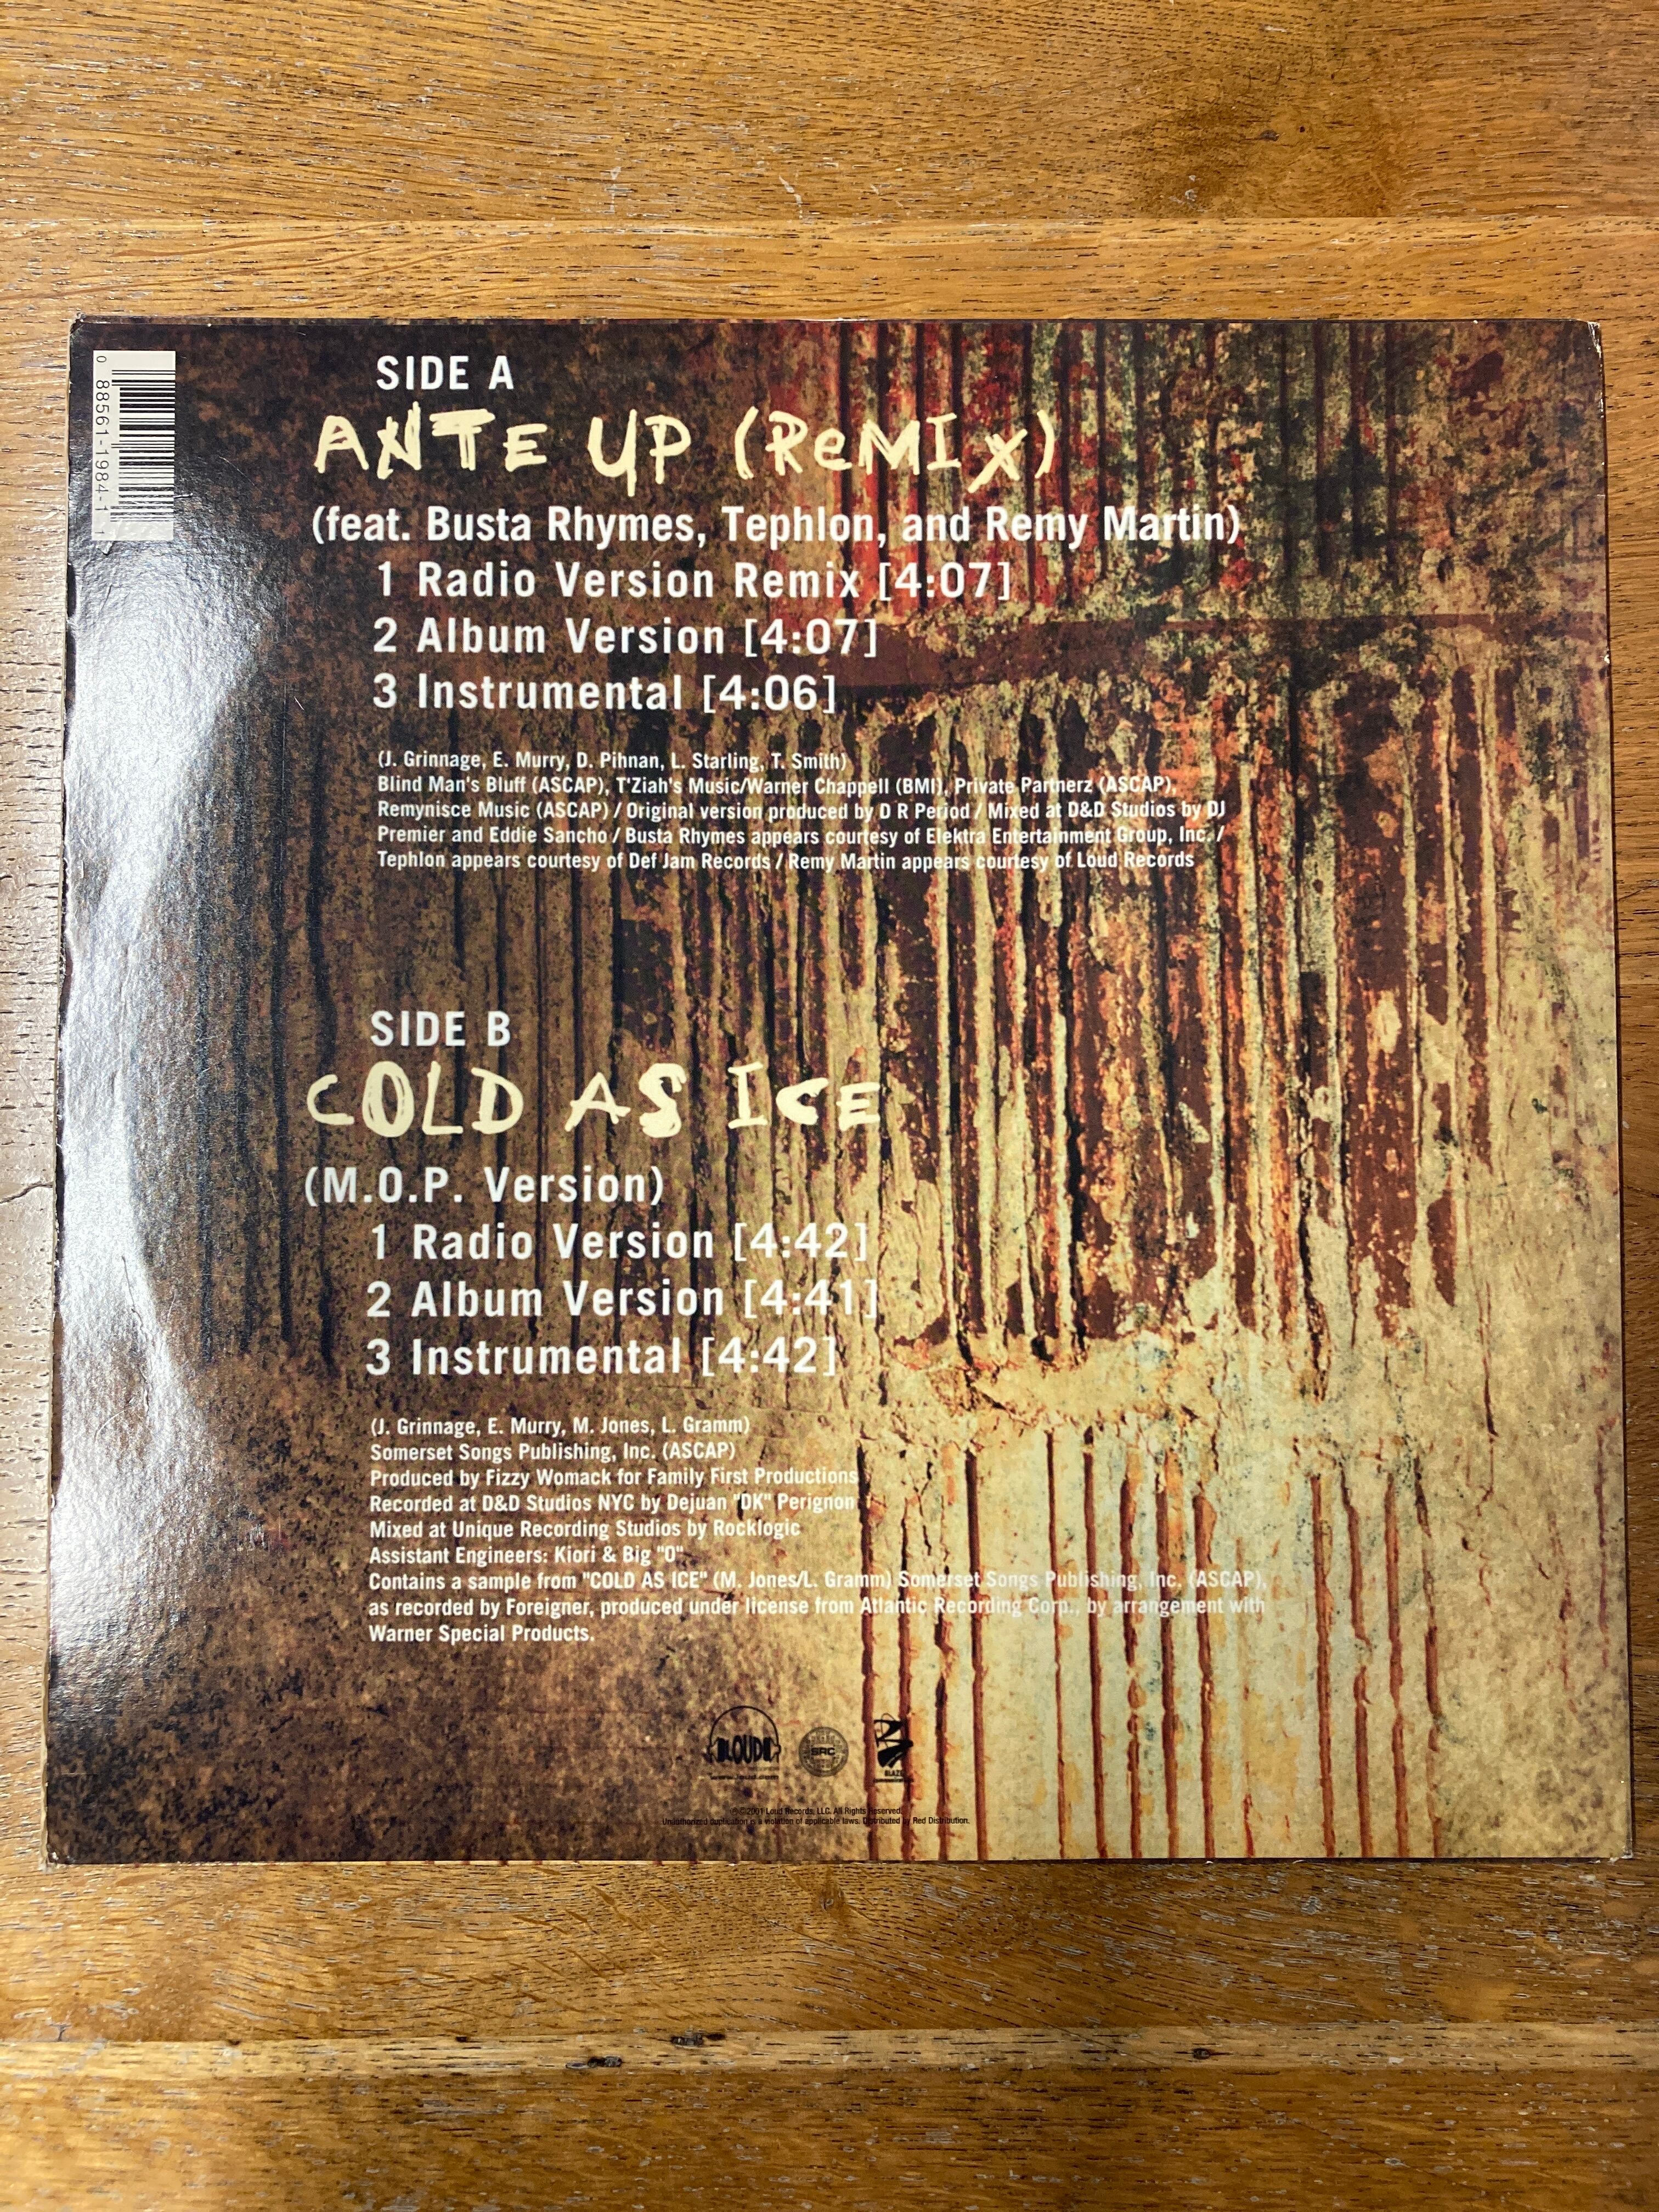 0 88561-1984-1 1
SIDE A
ANTE UP (ReMIx)
(feat. Busta Rhymes, Tephlon, and Remy Martin)
1 Radio Version Remix [4:07]
2 Album Version [4:07]
3 Instrumental [4:06]
(J. Grinnage, E. Murry, D. Pihnan, L. Starling, T. Smith)
Blind Man's Bluff (ASCAP), T'Ziah's Music/Warner Chappell (BMI), Private Partnerz (ASCAP),
Remynisce Music (ASCAP) / Original version produced by D R Period / Mixed at D&D Studios by DJ
Premier and Eddie Sancho / Busta Rhymes appears courtesy of Elektra Entertainment Group, Inc. /
Tephlon appears courtesy of Def Jam Records / Remy Martin appears courtesy of Loud Records
SIDE B
COLD AS ICE
(M.O.P. Version)
1 Radio Version [4:42]
2 Album Version [4:41]
3 Instrumental [4:42]
(J. Grinnage, E. Murry, M. Jones, L. Gramm)
Somerset Songs Publishing, Inc. (ASCAP)
Produced by Fizzy Womack for Family First Productions
Recorded at D&D Studios NYC by Dejuan "DK" Perignon
Mixed at Unique Recording Studios by Rocklogic
Assistant Engineers: Kiori & Big "O"
Contains a sample from "COLD AS ICE" (M. Jones/L. Gramm) Somerset Songs Publishing, Inc. (ASCAP),
as recorded by Foreigner, produced under license from Atlantic Recording Corp., by arrangement with
Warner Special Products.
LOUD SRC BLAZE
℗ ©2001 Loud Records, LLC. All Rights Reserved.
Unauthorized duplication is a violation of applicable laws. Distributed by Red Distribution.